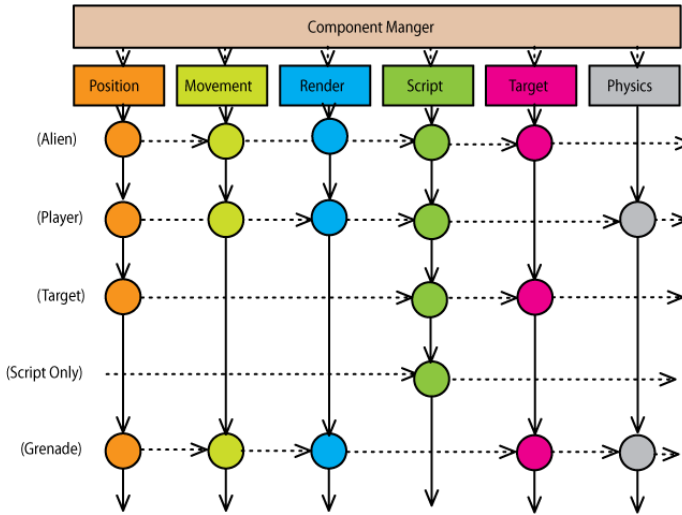 Component Manger
Position
Movement
Render
Script
Target
Physics
(Alien)
(Player)
(Target)
(Script Only)
(Grenade)